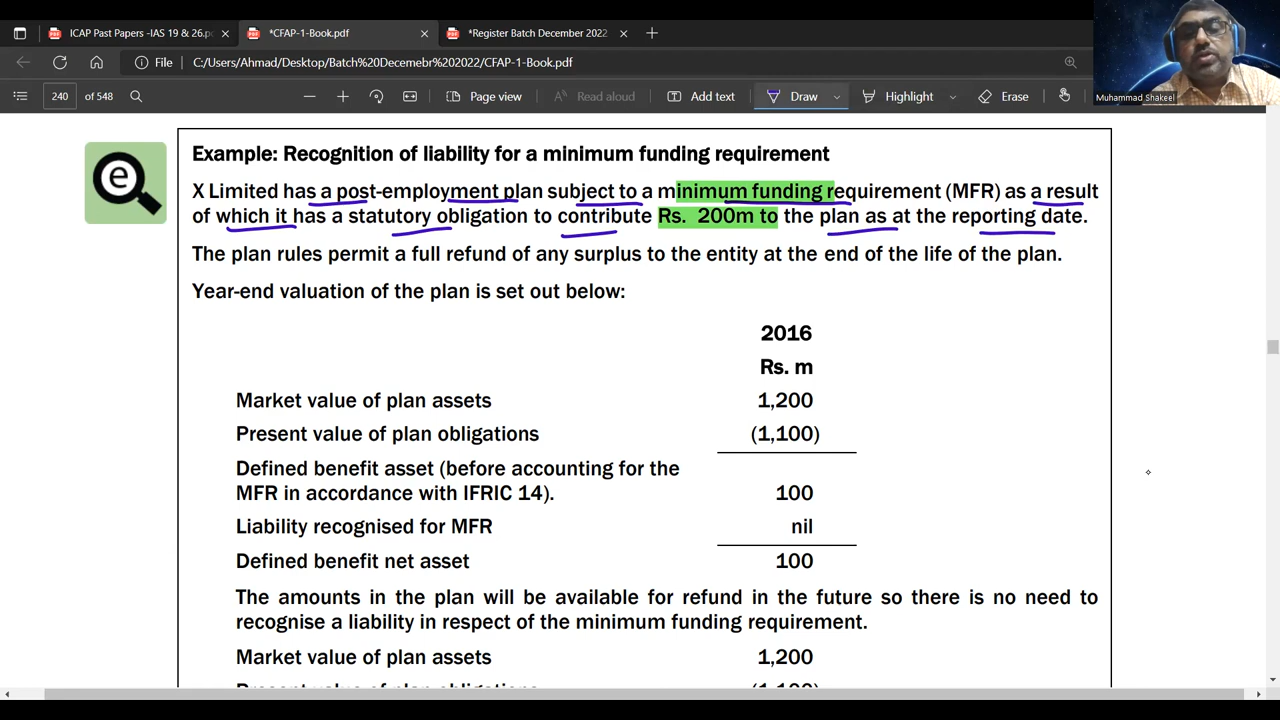 ICAP Past Papers -IAS 19 & 26.p
*CFAP-1-Book.pdf
*Register Batch December 2022
File C:/Users/Ahmad/Desktop/Batch%20Decemebr%202022/CFAP-1-Book.pdf
240 of 548
Page view
Read aloud
Add text
Draw
Highlight
Erase
Muhammad Shakeel
e
Example: Recognition of liability for a minimum funding requirement
X Limited has a post-employment plan subject to a minimum funding requirement (MFR) as a result
of which it has a statutory obligation to contribute Rs. 200m to the plan as at the reporting date.
The plan rules permit a full refund of any surplus to the entity at the end of the life of the plan.
Year-end valuation of the plan is set out below:
2016
Rs. m
Market value of plan assets 1,200
Present value of plan obligations (1,100)
Defined benefit asset (before accounting for the
MFR in accordance with IFRIC 14). 100
Liability recognised for MFR nil
Defined benefit net asset 100
The amounts in the plan will be available for refund in the future so there is no need to
recognise a liability in respect of the minimum funding requirement.
Market value of plan assets 1,200
Present value of plan obligations (1,100)